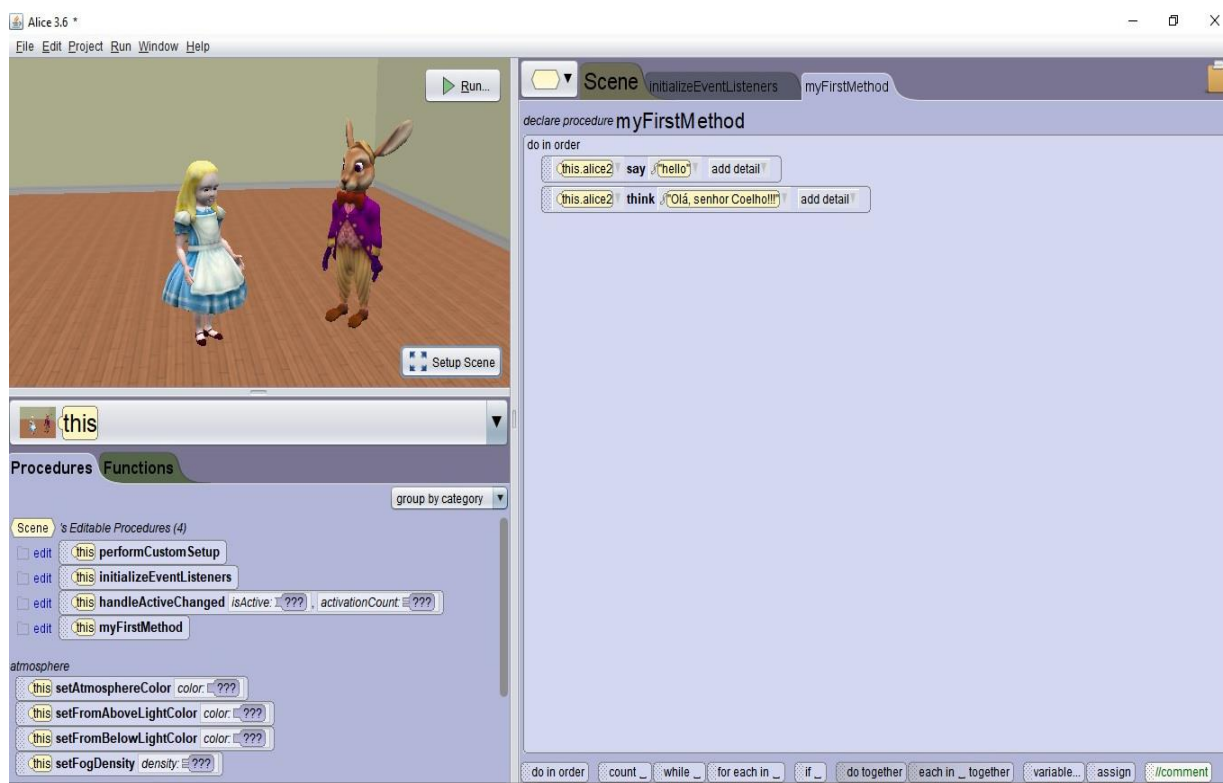 Alice 3.6 *
File Edit Project Run Window Help
Run...
Setup Scene
this
Procedures Functions
group by category
Scene 's Editable Procedures (4)
edit this performCustomSetup
edit this initializeEventListeners
edit this handleActiveChanged isActive: ??? , activationCount: ???
edit this myFirstMethod
atmosphere
this setAtmosphereColor color: ???
this setFromAboveLightColor color: ???
this setFromBelowLightColor color: ???
this setFogDensity density: ???
Scene initializeEventListeners myFirstMethod
declare procedure myFirstMethod
do in order
this.alice2 say "hello" add detail
this.alice2 think "Olá, senhor Coelho!!!" add detail
do in order count _ while _ for each in _ if _ do together each in _ together variable... assign //comment